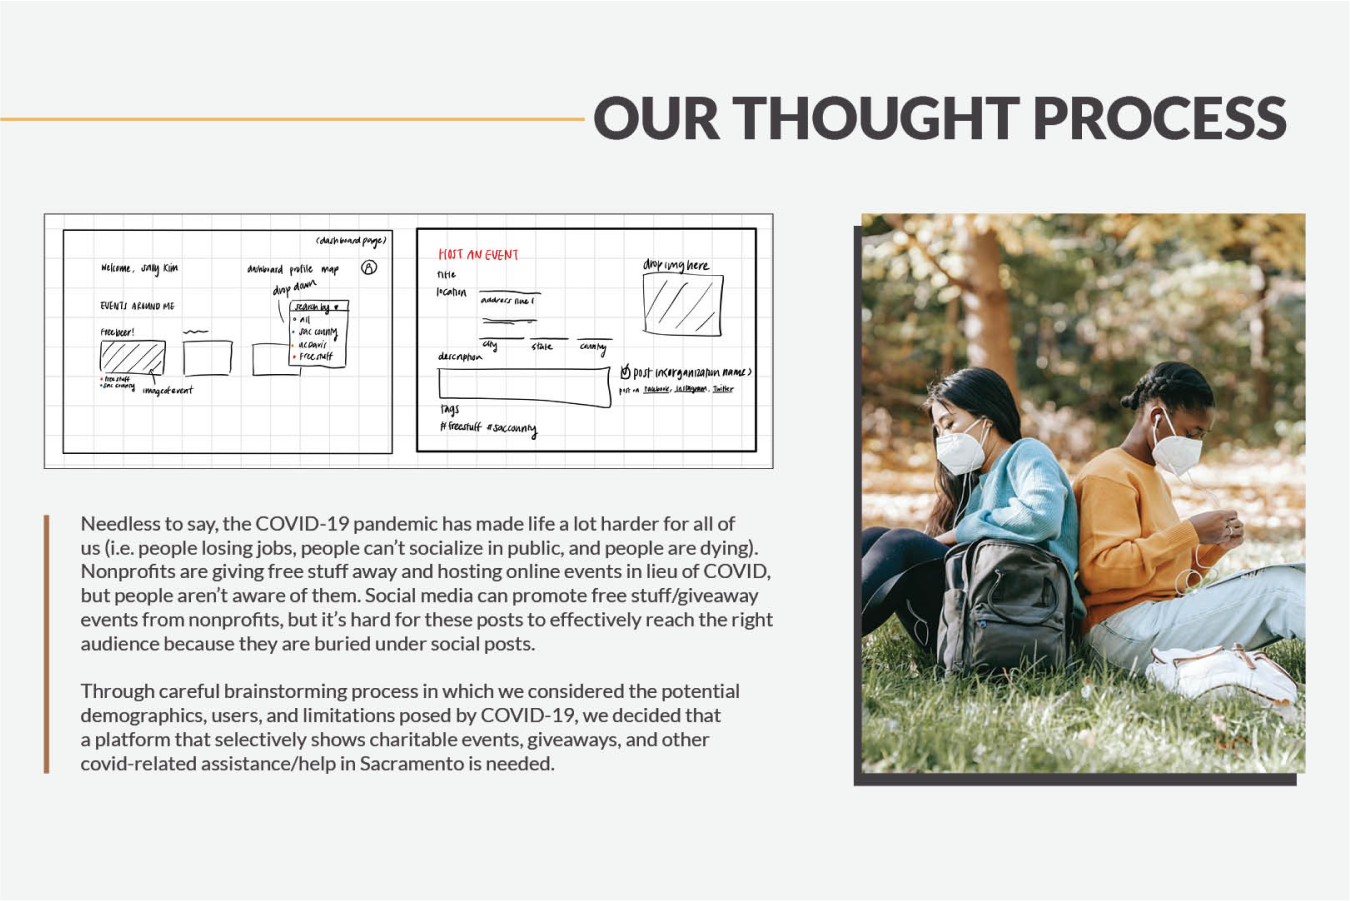 OUR THOUGHT PROCESS
(dashboard page)
Welcome, Sally Kim
dashboard profile map
drop down
EVENTS AROUND ME
search by
• all
• sac county
• uc Davis
• free stuff
Free beer!
• free stuff
• sac county
image of event
HOST AN EVENT
title
location
address line 1
city state country
drop img here
description
post on Facebook, Instagram, Twitter
tags
# freestuff # saccounty
Needless to say, the COVID-19 pandemic has made life a lot harder for all of
us (i.e. people losing jobs, people can't socialize in public, and people are dying).
Nonprofits are giving free stuff away and hosting online events in lieu of COVID,
but people aren't aware of them. Social media can promote free stuff/giveaway
events from nonprofits, but it's hard for these posts to effectively reach the right
audience because they are buried under social posts.
Through careful brainstorming process in which we considered the potential
demographics, users, and limitations posed by COVID-19, we decided that
a platform that selectively shows charitable events, giveaways, and other
covid-related assistance/help in Sacramento is needed.